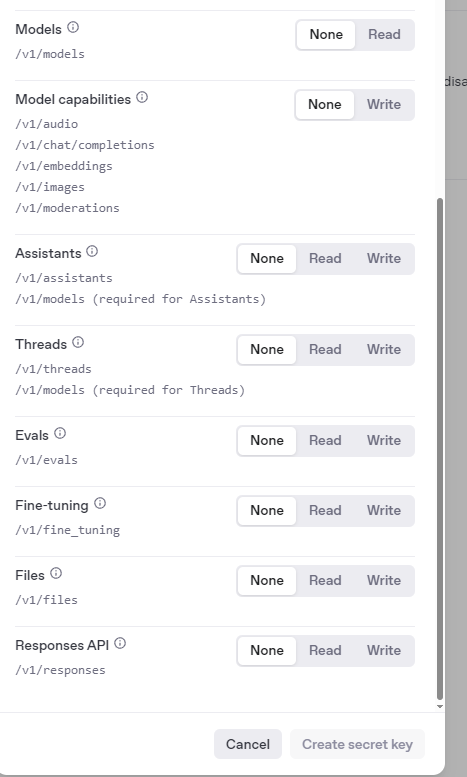 Models None Read
/v1/models
disa
Model capabilities None Write
/v1/audio
/v1/chat/completions
/v1/embeddings
/v1/images
/v1/moderations
Assistants None Read Write
/v1/assistants
/v1/models (required for Assistants)
Threads None Read Write
/v1/threads
/v1/models (required for Threads)
Evals None Read Write
/v1/evals
Fine-tuning None Read Write
/v1/fine_tuning
Files None Read Write
/v1/files
Responses API None Read Write
/v1/responses
Cancel Create secret key